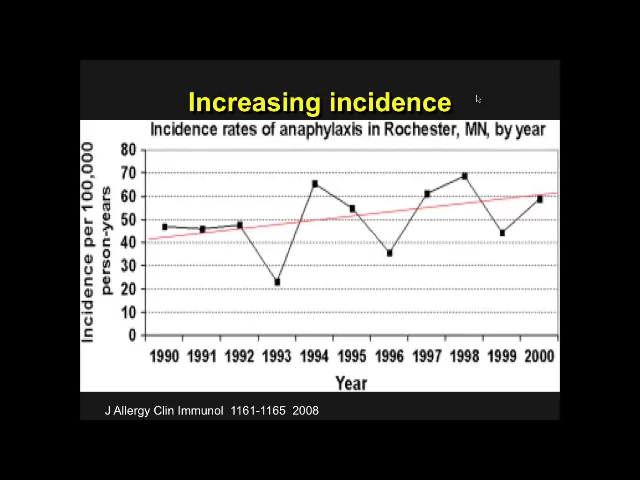 Increasing incidence
Incidence rates of anaphylaxis in Rochester, MN, by year
Incidence per 100,000
person-years
80
70
60
50
40
30
20
10
0
1990 1991 1992 1993 1994 1995 1996 1997 1998 1999 2000
Year
J Allergy Clin Immunol 1161-1165 2008